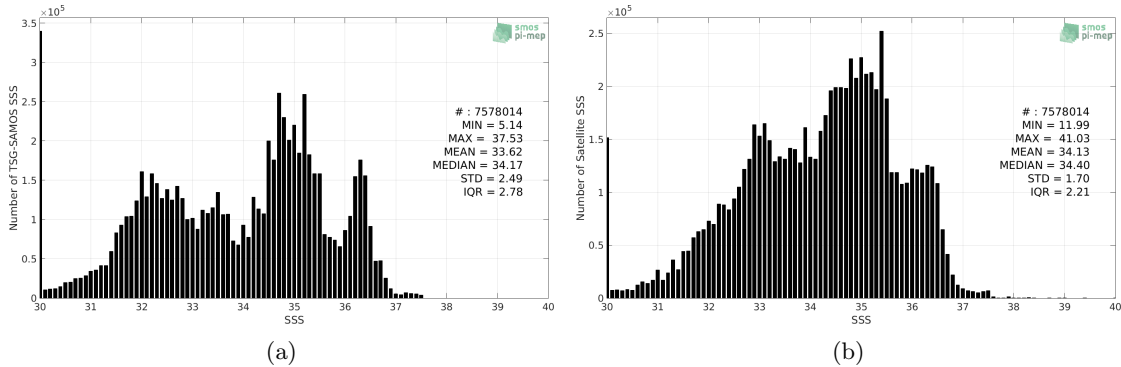 ×10⁵
3.5
3
2.5
2
1.5
1
0.5
0
Number of TSG-SAMOS SSS
30 31 32 33 34 35 36 37 38 39 40
SSS
smos
pi-mep
# : 7578014
MIN = 5.14
MAX = 37.53
MEAN = 33.62
MEDIAN = 34.17
STD = 2.49
IQR = 2.78
(a)
×10⁵
2.5
2
1.5
1
0.5
0
Number of Satellite SSS
30 31 32 33 34 35 36 37 38 39 40
SSS
smos
pi-mep
# : 7578014
MIN = 11.99
MAX = 41.03
MEAN = 34.13
MEDIAN = 34.40
STD = 1.70
IQR = 2.21
(b)